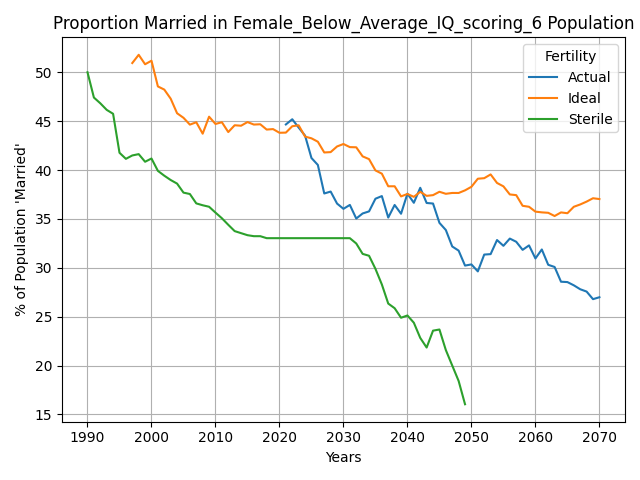 Proportion Married in Female_Below_Average_IQ_scoring_6 Population
Fertility
Actual
Ideal
Sterile
% of Population 'Married'
50
45
40
35
30
25
20
15
1990 2000 2010 2020 2030 2040 2050 2060 2070
Years